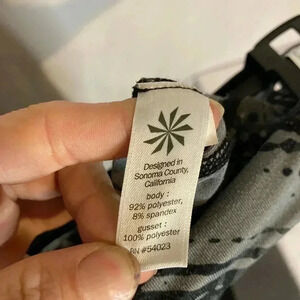 Designed in
Sonoma County,
California
body :
92% polyester,
8% spandex
gusset :
100% polyester
RN #54023